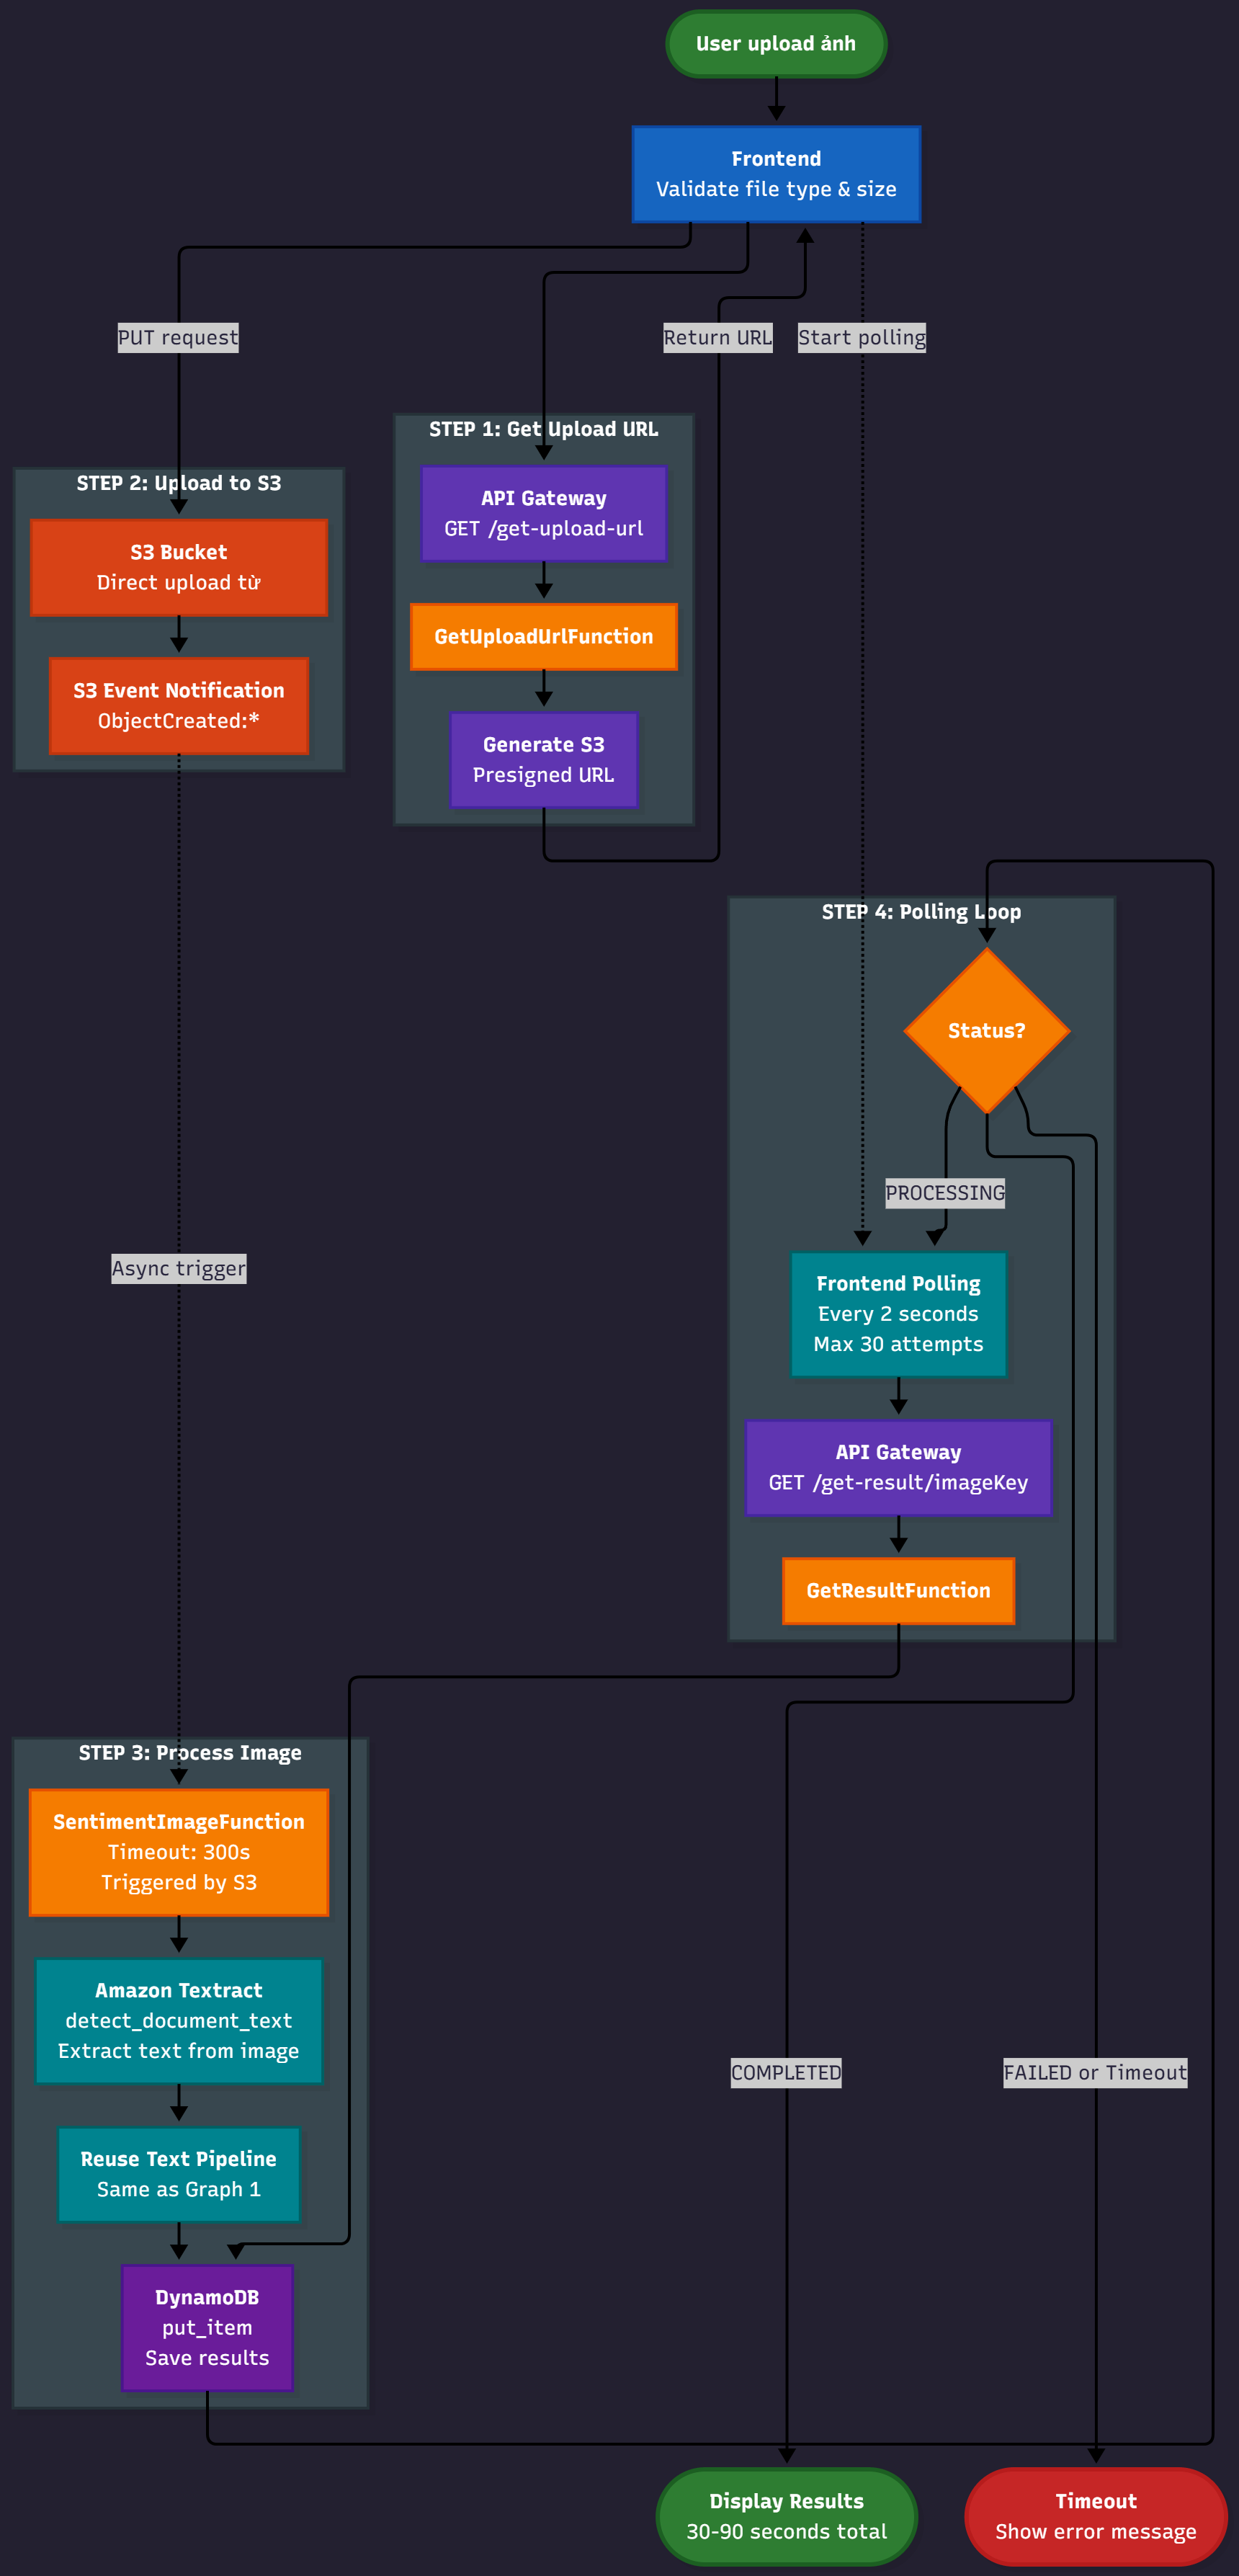 User upload ảnh
Frontend
Validate file type & size
PUT request
Return URL
Start polling
STEP 1: Get Upload URL
API Gateway
GET /get-upload-url
GetUploadUrlFunction
Generate S3
Presigned URL
STEP 2: Upload to S3
S3 Bucket
Direct upload từ
S3 Event Notification
ObjectCreated:*
STEP 4: Polling Loop
Status?
PROCESSING
Async trigger
Frontend Polling
Every 2 seconds
Max 30 attempts
API Gateway
GET /get-result/imageKey
GetResultFunction
STEP 3: Process Image
SentimentImageFunction
Timeout: 300s
Triggered by S3
Amazon Textract
detect_document_text
Extract text from image
COMPLETED
FAILED or Timeout
Reuse Text Pipeline
Same as Graph 1
DynamoDB
put_item
Save results
Display Results
30-90 seconds total
Timeout
Show error message